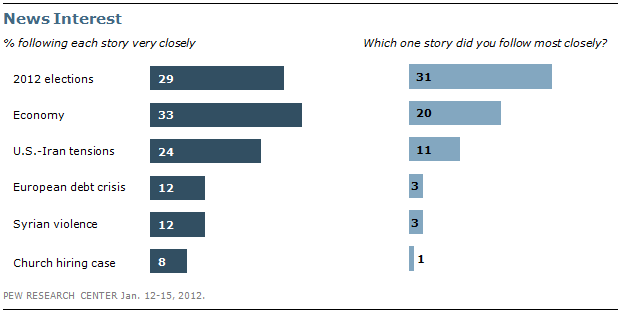 News Interest
% following each story very closely Which one story did you follow most closely?
2012 elections 29 31
Economy 33 20
U.S.-Iran tensions 24 11
European debt crisis 12 3
Syrian violence 12 3
Church hiring case 8 1
PEW RESEARCH CENTER Jan. 12-15, 2012.